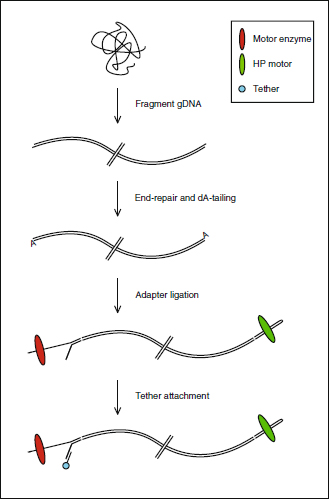 Motor enzyme
HP motor
Tether
Fragment gDNA
End-repair and dA-tailing
A
A
Adapter ligation
Tether attachment